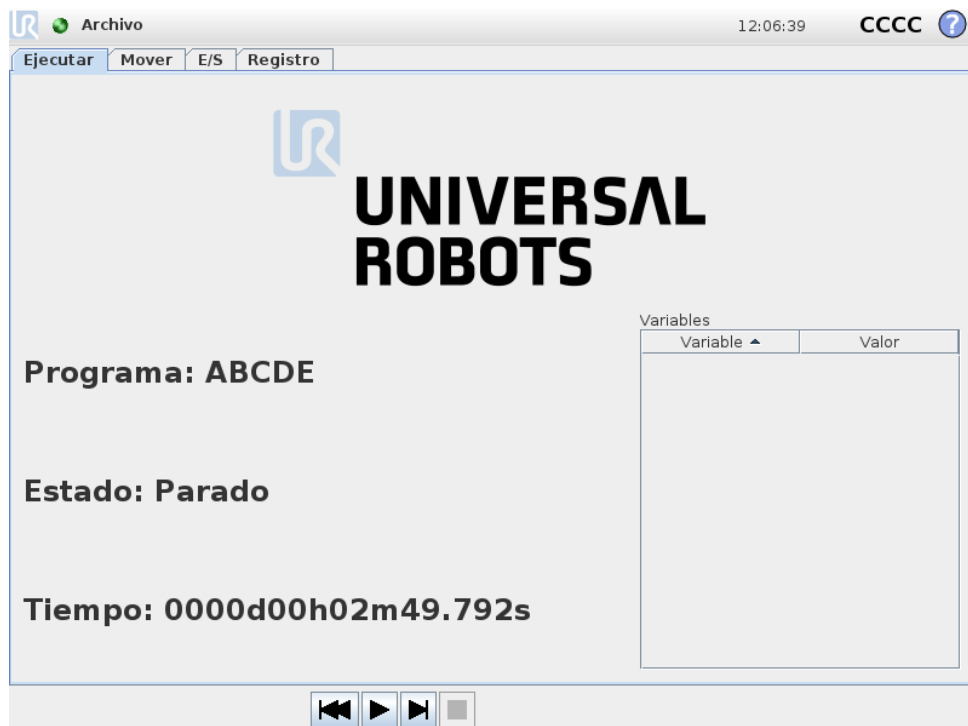 Archivo 12:06:39 CCCC ?
Ejecutar Mover E/S Registro
UR
UNIVERSAL
ROBOTS
Variables
Variable Valor
Programa: ABCDE
Estado: Parado
Tiempo: 0000d00h02m49.792s